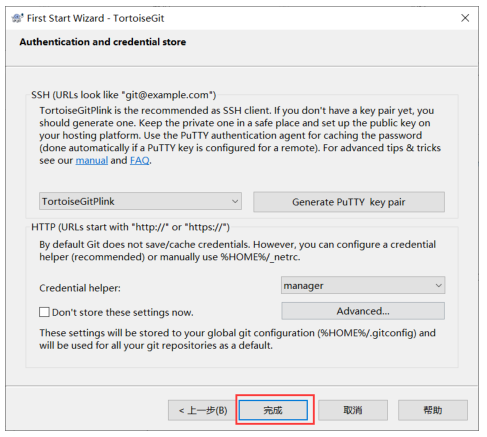 First Start Wizard - TortoiseGit
Authentication and credential store
SSH (URLs look like "git@example.com")
TortoiseGitPlink is the recommended as SSH client. If you don't have a key pair yet, you
should generate one. Keep the private one in a safe place and set up the public key on
your hosting platform. Use the PuTTY authentication agent for caching the password
(done automatically if a PuTTY key is configured for a remote). For advanced tips & tricks
see our manual and FAQ.
TortoiseGitPlink
Generate PuTTY key pair
HTTP (URLs start with "http://" or "https://")
By default Git does not save/cache credentials. However, you can configure a credential
helper (recommended) or manually use %HOME%/_netrc.
Credential helper:
manager
Don't store these settings now.
Advanced...
These settings will be stored to your global git configuration (%HOME%/.gitconfig) and
will be used for all your git repositories as a default.
< 上一步(B)
完成
取消
帮助